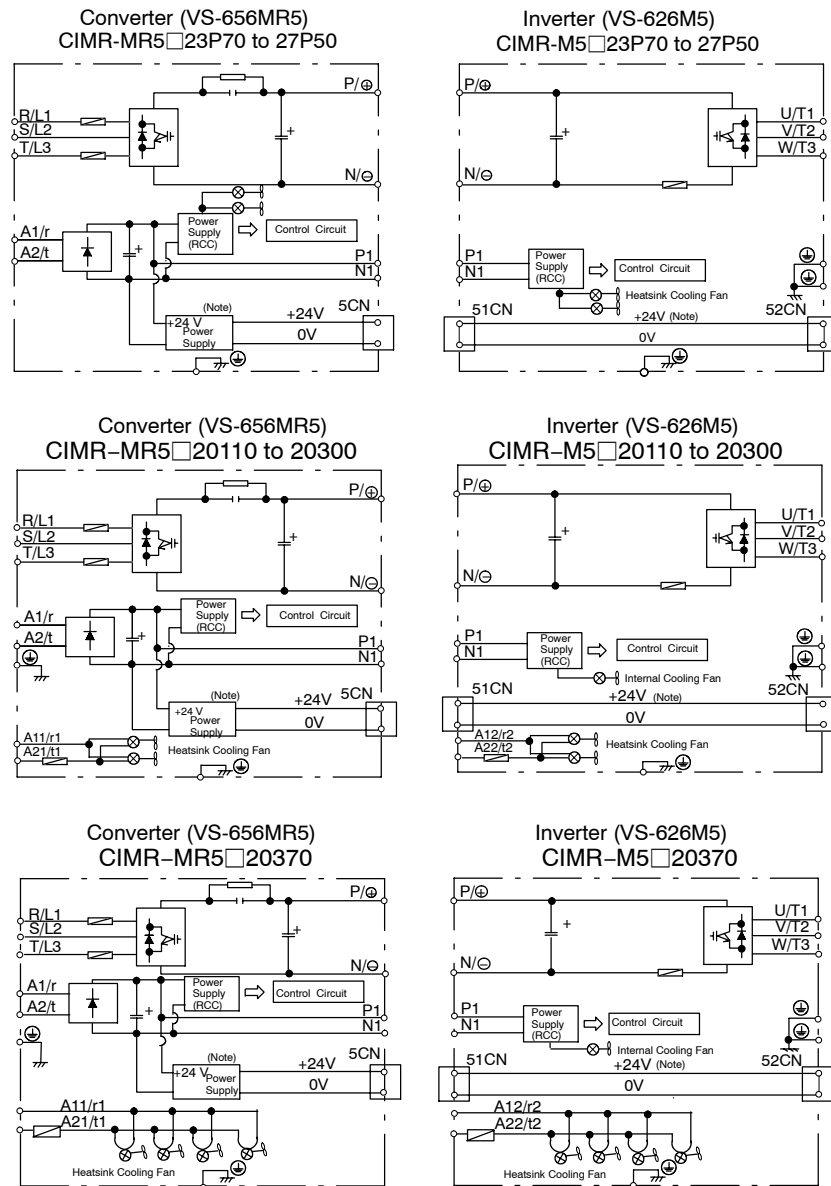 Converter (VS-656MR5)
CIMR-MR5□23P70 to 27P50
P/⊕
R/L1
S/L2
T/L3
N/⊖
A1/r
A2/t
Power
Supply
(RCC)
Control Circuit
P1
N1
(Note)
+24 V
Power
Supply
+24V
0V
5CN
Inverter (VS-626M5)
CIMR-M5□23P70 to 27P50
P/⊕
U/T1
V/T2
W/T3
N/⊖
P1
N1
Power
Supply
(RCC)
Control Circuit
Heatsink Cooling Fan
51CN
52CN
+24V (Note)
0V
Converter (VS-656MR5)
CIMR–MR5□20110 to 20300
P/⊕
R/L1
S/L2
T/L3
N/⊖
A1/r
A2/t
Power
Supply
(RCC)
Control Circuit
P1
N1
(Note)
+24 V
Power
Supply
+24V
0V
5CN
A11/r1
A21/t1
Heatsink Cooling Fan
Inverter (VS-626M5)
CIMR–M5□20110 to 20300
P/⊕
U/T1
V/T2
W/T3
N/⊖
P1
N1
Power
Supply
(RCC)
Control Circuit
Internal Cooling Fan
51CN
52CN
+24V (Note)
0V
A12/r2
A22/t2
Heatsink Cooling Fan
Converter (VS-656MR5)
CIMR–MR5□20370
P/⊕
R/L1
S/L2
T/L3
N/⊖
A1/r
A2/t
Power
Supply
(RCC)
Control Circuit
P1
N1
(Note)
+24 V
Power
Supply
+24V
0V
5CN
A11/r1
A21/t1
Heatsink Cooling Fan
Inverter (VS-626M5)
CIMR–M5□20370
P/⊕
U/T1
V/T2
W/T3
N/⊖
P1
N1
Power
Supply
(RCC)
Control Circuit
Internal Cooling Fan
51CN
52CN
+24V (Note)
0V
A12/r2
A22/t2
Heatsink Cooling Fan